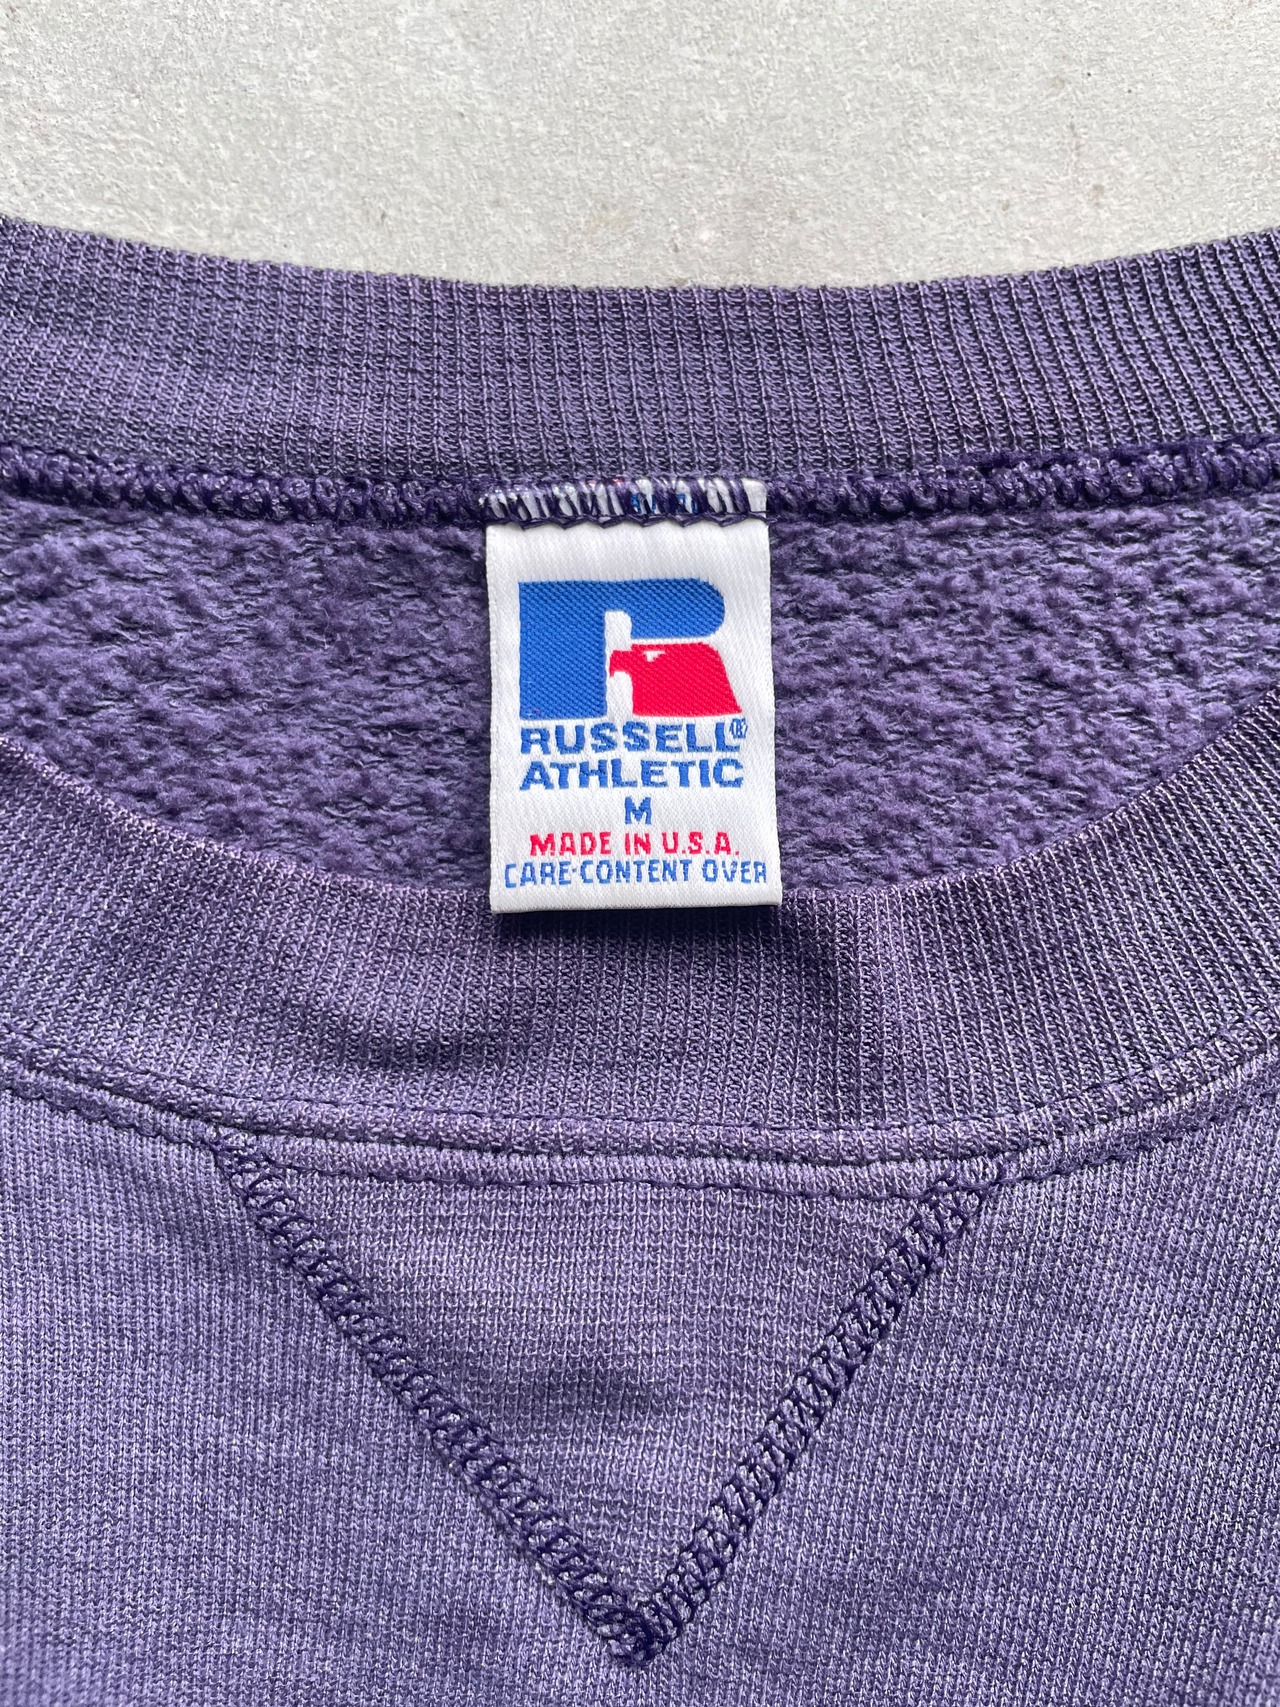 RUSSELL®
ATHLETIC
M
MADE IN U.S.A.
CARE-CONTENT OVER